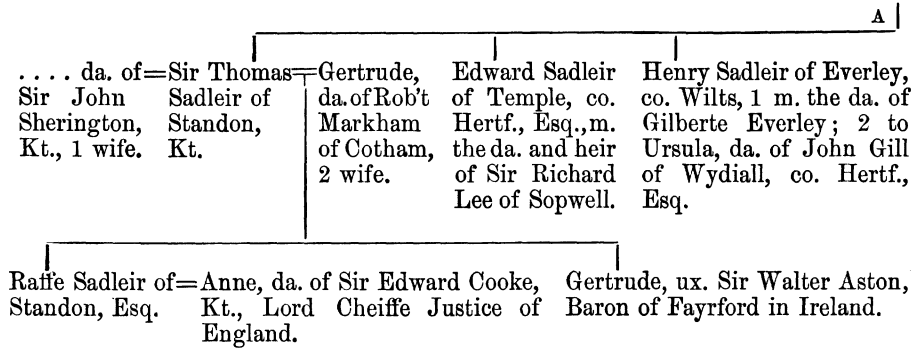 A
.... da. of=Sir Thomas=Gertrude,
Sir John
Sherington,
Kt., 1 wife.
Sadleir of
Standon,
Kt.
da. of Rob't
Markham
of Cotham,
2 wife.
Edward Sadleir
of Temple, co.
Hertf., Esq., m.
the da. and heir
of Sir Richard
Lee of Sopwell.
Henry Sadleir of Everley,
co. Wilts, 1 m. the da. of
Gilberte Everley; 2 to
Ursula, da. of John Gill
of Wydiall, co. Hertf.,
Esq.
Raffe Sadleir of=Anne, da. of Sir Edward Cooke,
Standon, Esq.
Kt., Lord Cheiffe Justice of
England.
Gertrude, ux. Sir Walter Aston,
Baron of Fayrford in Ireland.